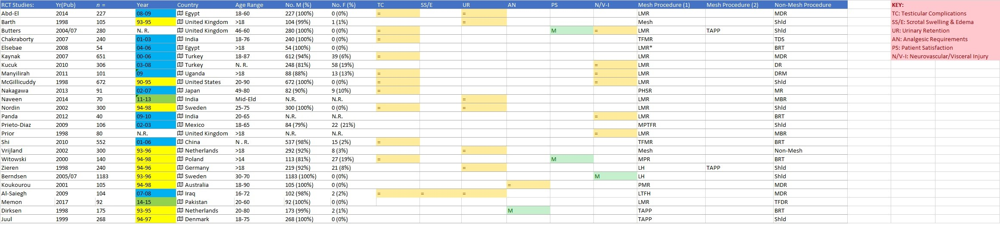 RCT Studies: Yr(Pub) n = Year Country Age Range No. M (%) No. F (%) TC SS/E UR AN PS N/V-I Mesh Procedure (1) Mesh Procedure (2) Non-Mesh Procedure KEY:
Abd-El 2014 227 08-09 Egypt 18-60 227 (100%) 0 (0%) = = LMR MDR TC: Testicular Complications
Barth 1998 105 93-95 United Kingdom >18 104 (99%) 1 (1%) = Mesh Shld SS/E: Scrotal Swelling & Edema
Butters 2004/07 280 N. R. United Kingdom 46-60 280 (100%) 0 (0%) = M = LMR TAPP Shld UR: Urinary Retention
Chakraborty 2007 240 01-03 India 18-76 240 (100%) 0 (0%) = TFMR TDS AN: Analgesic Requirements
Elsebae 2008 54 04-06 Egypt >18 54 (100%) 0 (0%) LMR* BRT PS: Patient Satisfaction
Kaynak 2007 651 00-06 Turkey 18-87 612 (94%) 39 (6%) = LMR MDR N/V-I: Neurovascular/Visceral Injury
Kucuk 2010 306 03-08 Turkey N. R. 248 (81%) 58 (19%) = LMR DR
Manyilirah 2011 101 09 Uganda >18 88 (88%) 13 (13%) = = LMR DRM
McGillicuddy 1998 672 90-95 United States 20-90 672 (100%) 0 (0%) = = LMR Shld
Nakagawa 2013 91 02-07 Japan 49-80 82 (90%) 9 (10%) = PHSR MR
Naveen 2014 70 11-13 India Mid-Eld N.R. N.R. = LMR MBR
Nordin 2002 300 94-98 Sweden 25-75 300 (100%) 0 (0%) = = LMR Shld
Panda 2012 40 09-10 India 20-65 N.R. N.R. = LMR BRT
Prieto-Diaz 2009 106 02-03 Mexico 18-65 84 (79%) 22 (21%) MPTFR Shld
Prior 1998 80 N.R. United Kingdom >18 N.R. N.R. = LMR MBR
Shi 2010 552 01-06 China N . R. 537 (98%) 15 (2%) = TFMR BRT
Vrijland 2002 300 93-96 Netherlands >18 292 (92%) 8 (3%) = Mesh Non-Mesh
Witowski 2000 140 94-98 Poland >14 113 (81%) 27 (19%) = M MPR BRT
Zieren 1998 240 94-96 Germany >18 219 (92%) 21 (8%) = LH TAPP Shld
Berndsen 2005/07 1183 93-96 Sweden 30-70 1183 (100%) 0 (0%) M LH Shld
Koukourou 2001 105 94-98 Australia 18-90 105 (100%) 0 (0%) = PMR MDR
Al-Saiegh 2009 104 07-08 Iraq 16-72 102 (98%) 2 (2%) = = = LTFH MDR
Memon 2017 92 14-15 Pakistan 20-60 92 (100%) 0 (0%) LMR TFDR
Dirksen 1998 175 93-95 Netherlands 20-80 173 (99%) 2 (1%) M TAPP BRT
Juul 1999 268 94-97 Denmark 18-75 268 (100%) 0 (0%) TAPP Shld